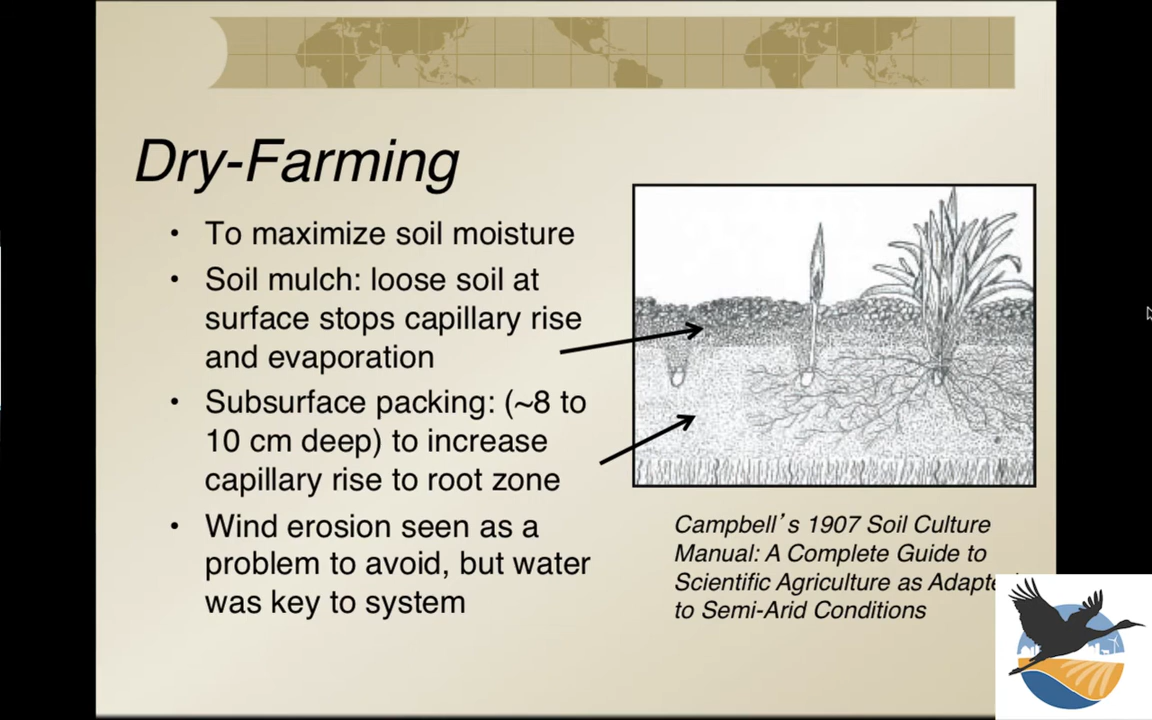 Dry-Farming
• To maximize soil moisture
• Soil mulch: loose soil at
surface stops capillary rise
and evaporation
• Subsurface packing: (~8 to
10 cm deep) to increase
capillary rise to root zone
• Wind erosion seen as a
problem to avoid, but water
was key to system
Campbell's 1907 Soil Culture
Manual: A Complete Guide to
Scientific Agriculture as Adapted
to Semi-Arid Conditions